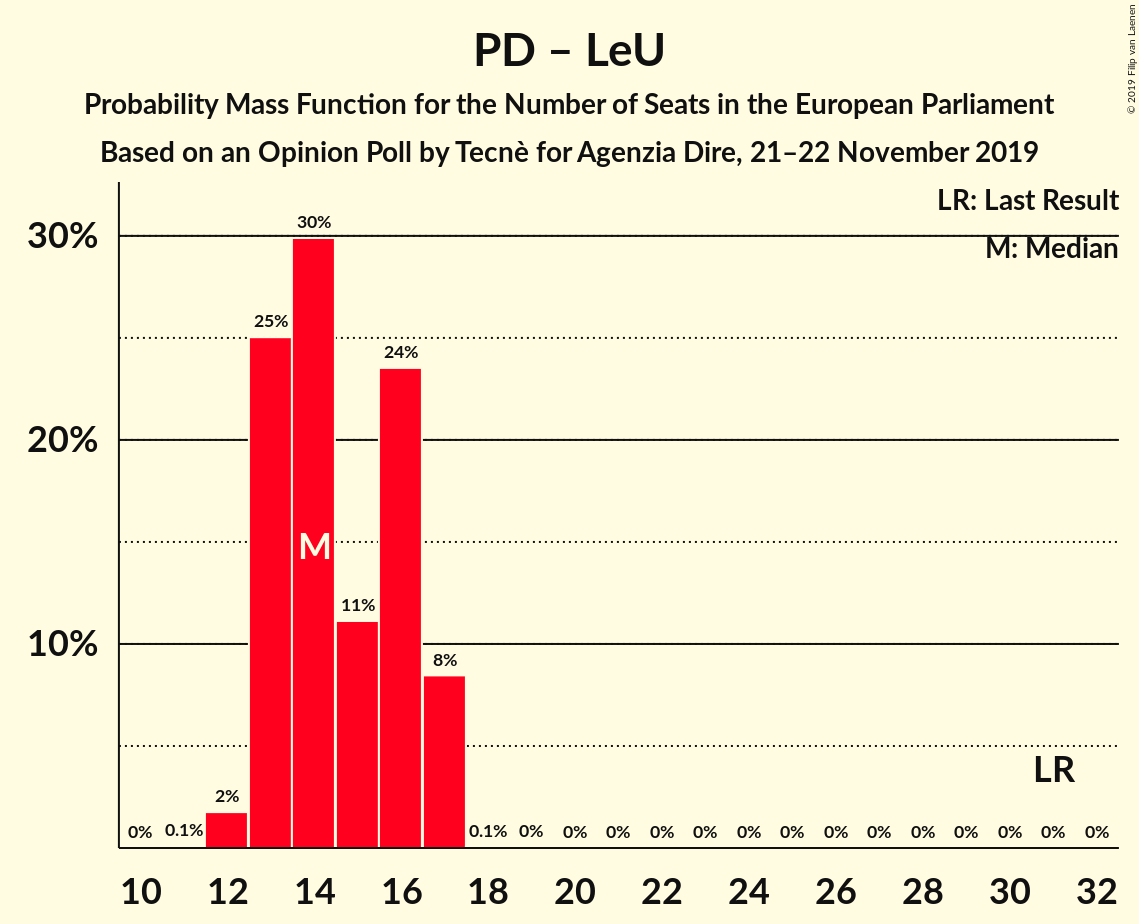 PD – LeU
Probability Mass Function for the Number of Seats in the European Parliament
Based on an Opinion Poll by Tecnè for Agenzia Dire, 21–22 November 2019
© 2019 Filip van Laenen
LR: Last Result
M: Median
30%
20%
10%
0%
0.1%
2%
25%
30%
M
11%
24%
8%
0.1%
0%
0%
0%
0%
0%
0%
0%
0%
0%
0%
0%
0%
LR
0%
0%
10 12 14 16 18 20 22 24 26 28 30 32